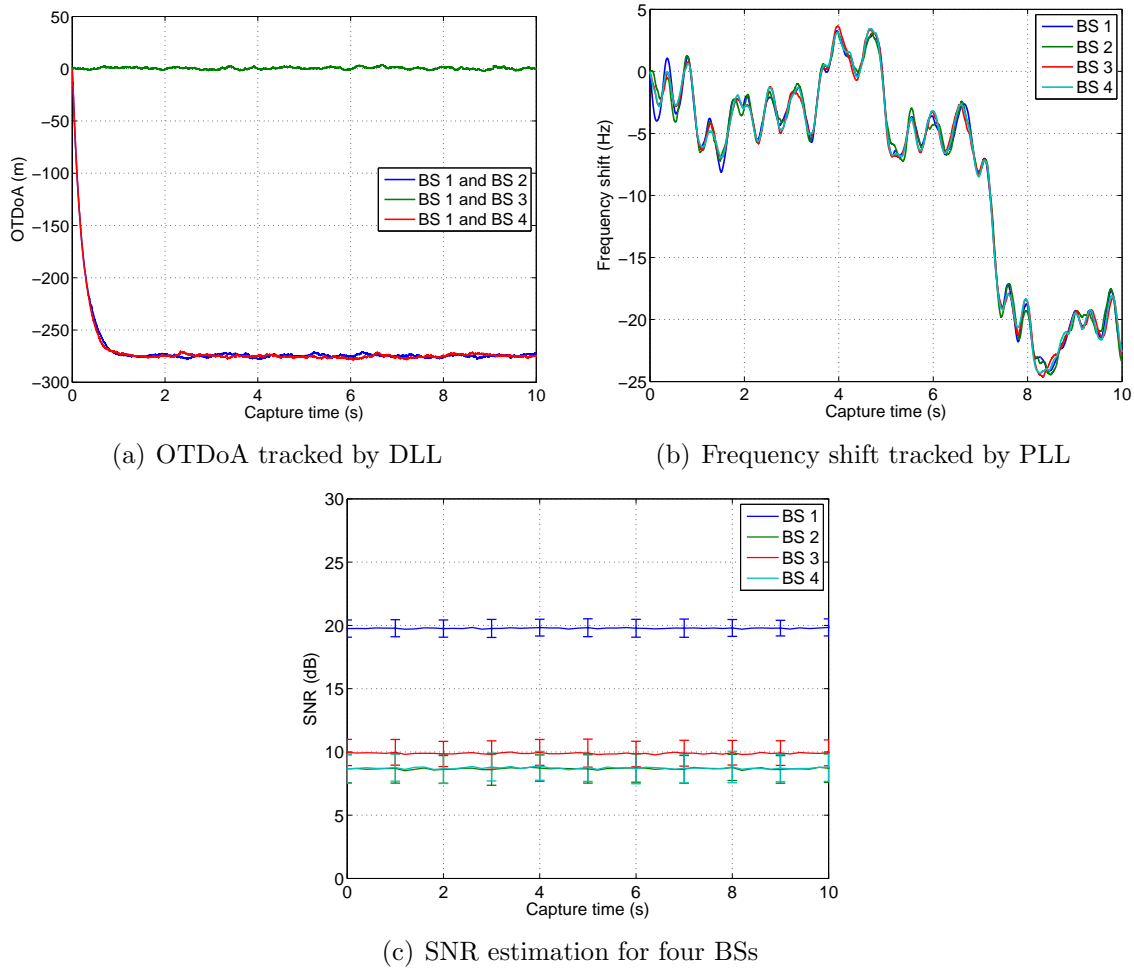 50
0
−50
−100
−150
−200
−250
−300
OTDoA (m)
0 2 4 6 8 10
Capture time (s)
BS 1 and BS 2
BS 1 and BS 3
BS 1 and BS 4
(a) OTDoA tracked by DLL
5
0
−5
−10
−15
−20
−25
Frequency shift (Hz)
0 2 4 6 8 10
Capture time (s)
BS 1
BS 2
BS 3
BS 4
(b) Frequency shift tracked by PLL
30
25
20
15
10
5
0
SNR (dB)
0 2 4 6 8 10
Capture time (s)
BS 1
BS 2
BS 3
BS 4
(c) SNR estimation for four BSs